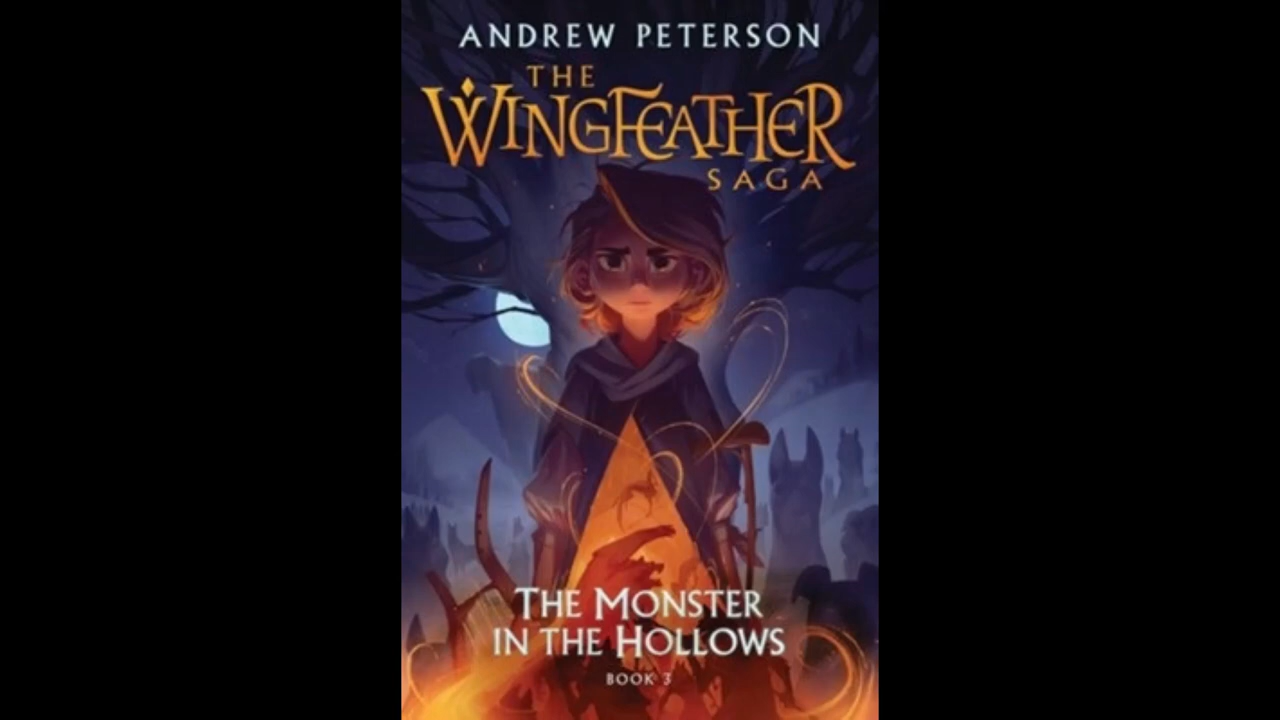 ANDREW PETERSON
THE
WINGFEATHER
SAGA
THE MONSTER
IN THE HOLLOWS
BOOK 3